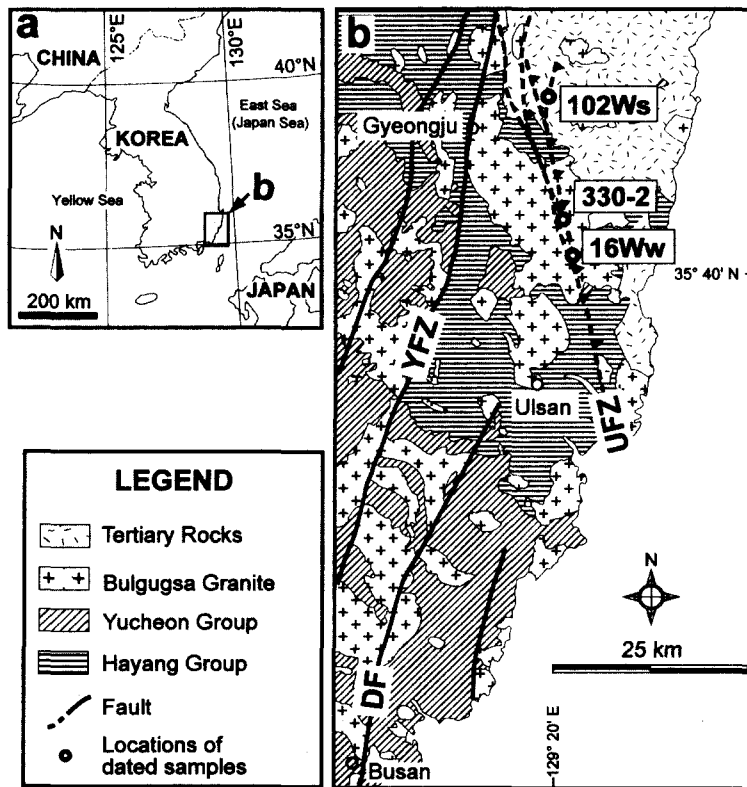 a
125°E
130°E
CHINA
40°N
East Sea
(Japan Sea)
KOREA
Yellow Sea
b
N
35°N
200 km
JAPAN
b
102Ws
Gyeongju
330-2
16Ww
35° 40' N
YFZ
Ulsan
UFZ
N
25 km
DF
129° 20' E
Busan
LEGEND
Tertiary Rocks
Bulgugsa Granite
Yucheon Group
Hayang Group
Fault
Locations of
dated samples